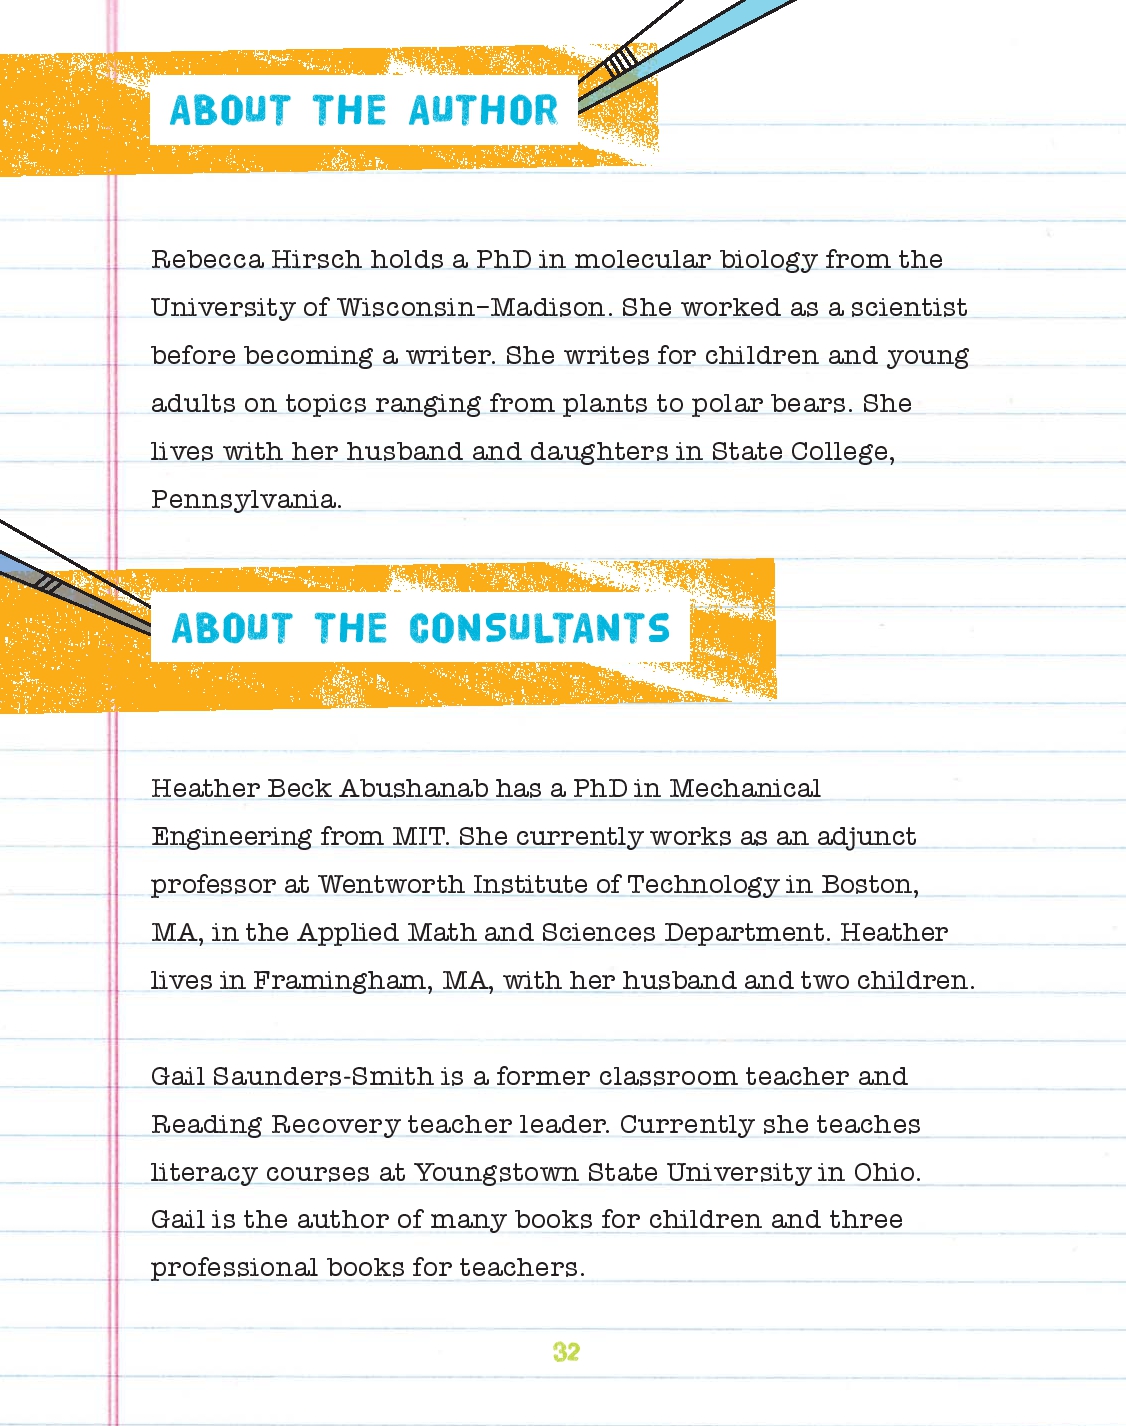 ABOUT THE AUTHOR
Rebecca Hirsch holds a PhD in molecular biology from the
University of Wisconsin–Madison. She worked as a scientist
before becoming a writer. She writes for children and young
adults on topics ranging from plants to polar bears. She
lives with her husband and daughters in State College,
Pennsylvania.
ABOUT THE CONSULTANTS
Heather Beck Abushanab has a PhD in Mechanical
Engineering from MIT. She currently works as an adjunct
professor at Wentworth Institute of Technology in Boston,
MA, in the Applied Math and Sciences Department. Heather
lives in Framingham, MA, with her husband and two children.
Gail Saunders-Smith is a former classroom teacher and
Reading Recovery teacher leader. Currently she teaches
literacy courses at Youngstown State University in Ohio.
Gail is the author of many books for children and three
professional books for teachers.
32